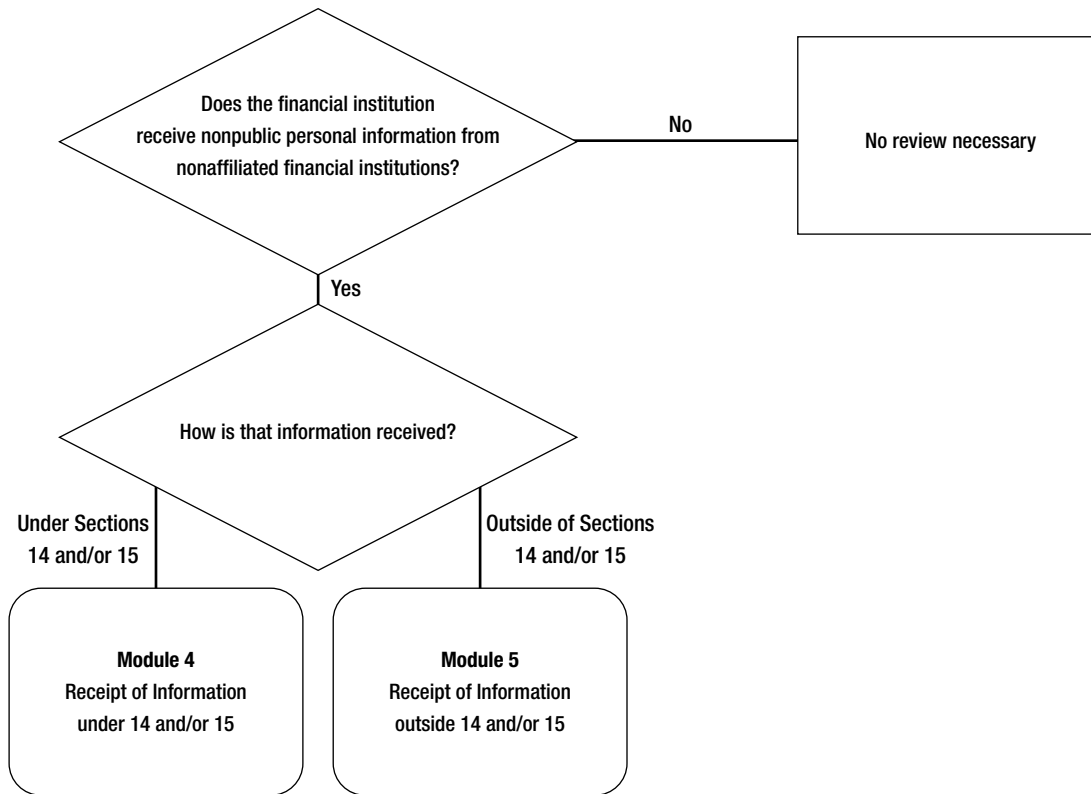 Does the financial institution
receive nonpublic personal information from
nonaffiliated financial institutions?
No
No review necessary
Yes
How is that information received?
Under Sections
14 and/or 15
Outside of Sections
14 and/or 15
Module 4
Receipt of Information
under 14 and/or 15
Module 5
Receipt of Information
outside 14 and/or 15